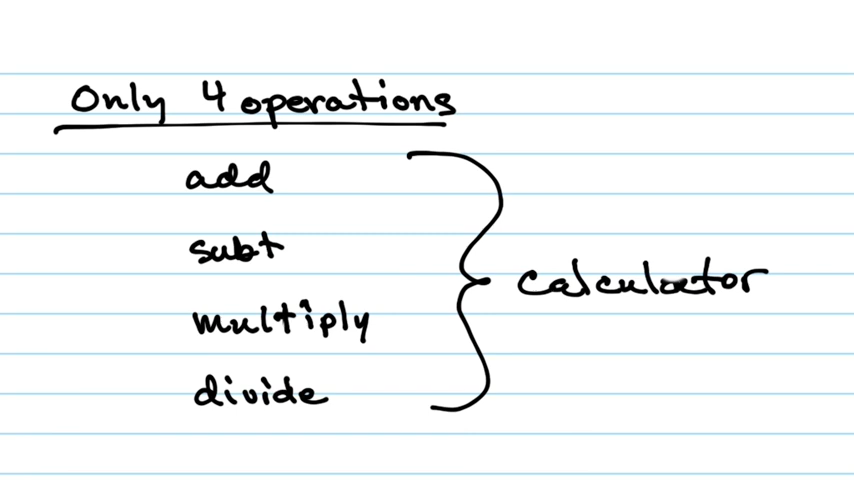 Only 4 operations
add
subt
multiply
divide
calculator